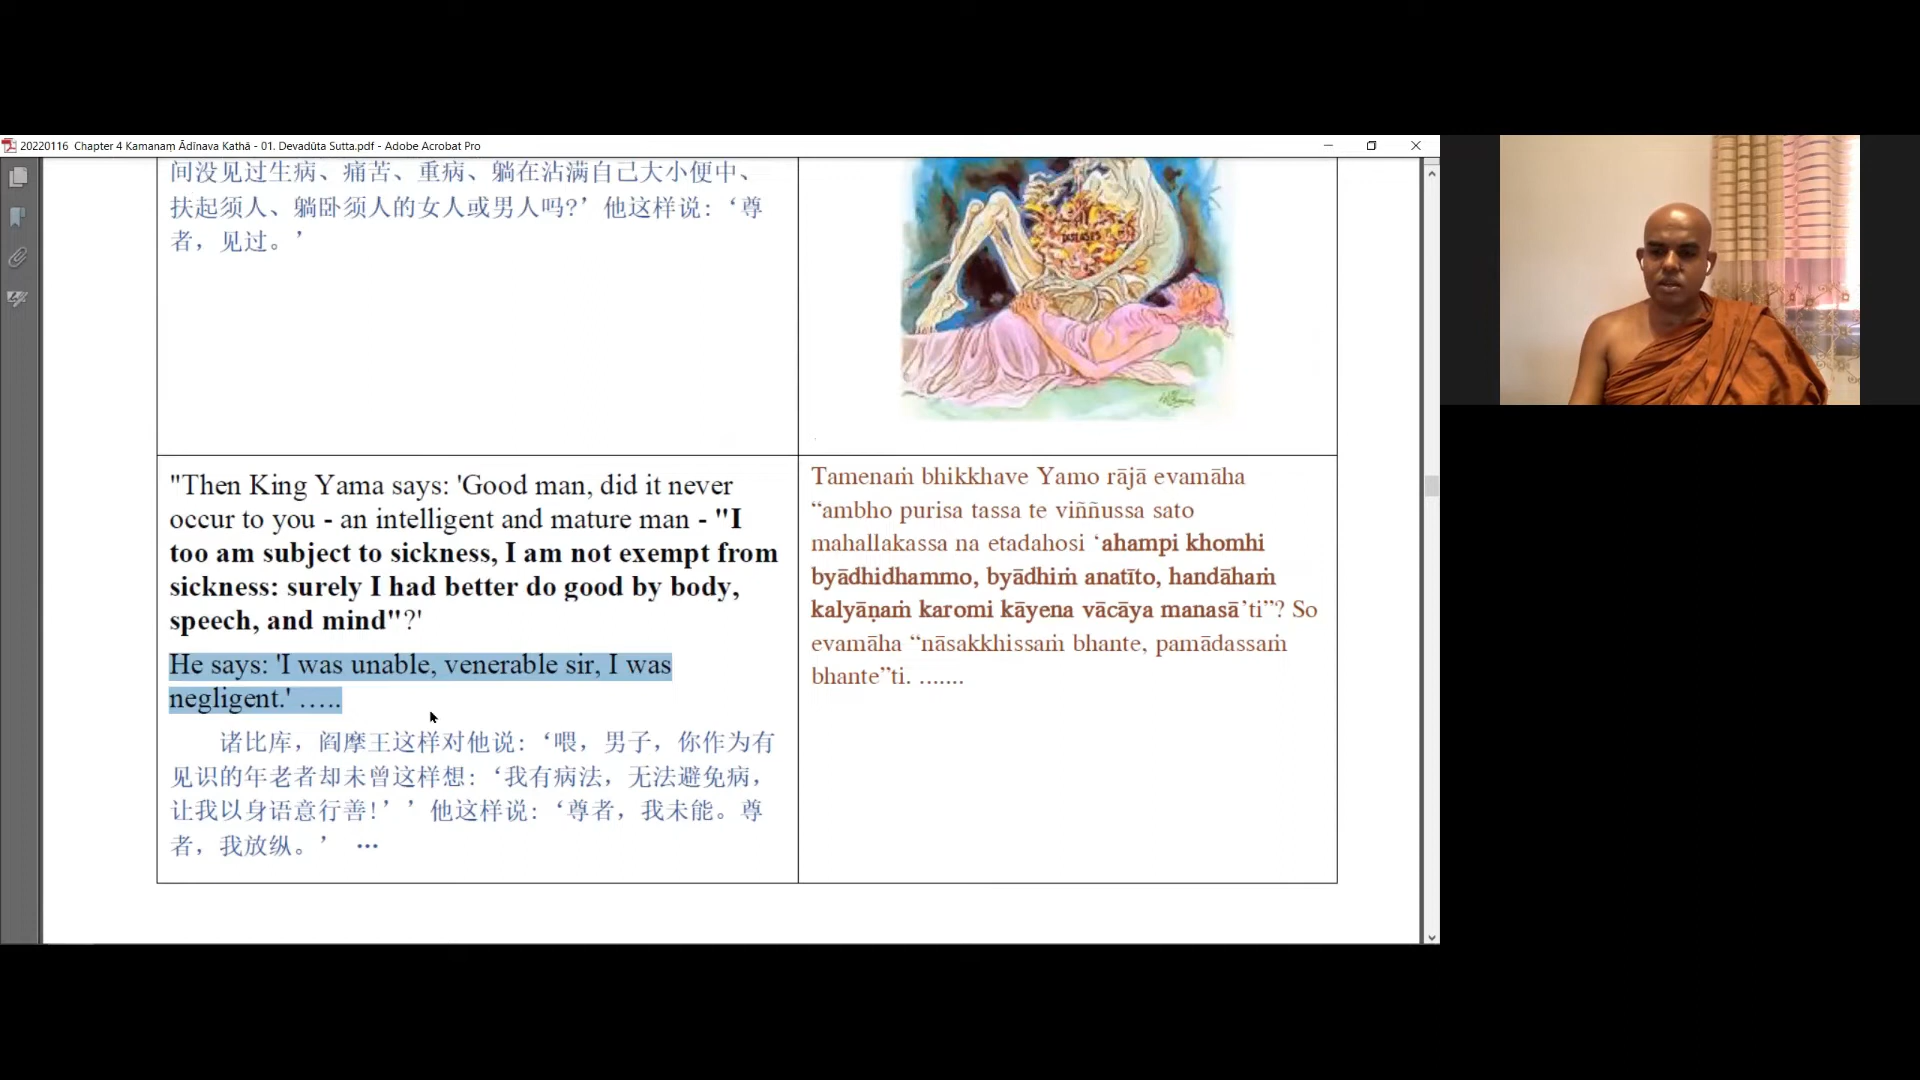 20220116  Chapter 4 Kamanaṃ Ādīnava Kathā - 01. Devadūta Sutta.pdf - Adobe Acrobat Pro
间没见过生病、痛苦、重病、躺在沾满自己大小便中、
扶起须人、躺卧须人的女人或男人吗?’他这样说:‘尊
者，见过。’
DISEASES
"Then King Yama says: 'Good man, did it never
occur to you - an intelligent and mature man - "I
too am subject to sickness, I am not exempt from
sickness: surely I had better do good by body,
speech, and mind"?'
He says: 'I was unable, venerable sir, I was
negligent.' …..
诸比库，阎摩王这样对他说:‘喂，男子，你作为有
见识的年老者却未曾这样想:‘我有病法，无法避免病，
让我以身语意行善!’’他这样说:‘尊者，我未能。尊
者，我放纵。’ …
Tamenaṁ bhikkhave Yamo rājā evamāha
“ambho purisa tassa te viññussa sato
mahallakassa na etadahosi ‘ahampi khomhi
byādhidhammo, byādhiṁ anatīto, handāhaṁ
kalyāṇaṁ karomi kāyena vācāya manasā’ti”? So
evamāha “nāsakkhissaṁ bhante, pamādassaṁ
bhante”ti. .......